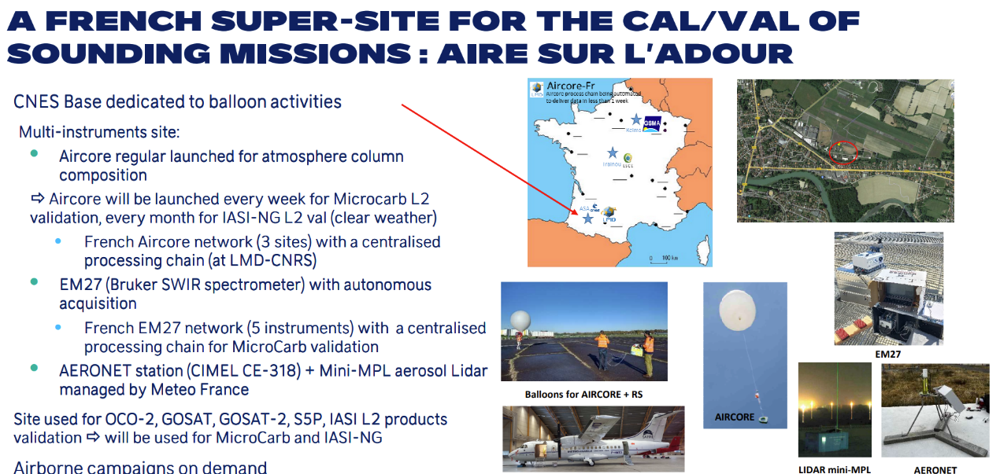 A FRENCH SUPER-SITE FOR THE CAL/VAL OF
SOUNDING MISSIONS : AIRE SUR L'ADOUR
CNES Base dedicated to balloon activities
Multi-instruments site:
• Aircore regular launched for atmosphere column
composition
⇨ Aircore will be launched every week for Microcarb L2
validation, every month for IASI-NG L2 val (clear weather)
• French Aircore network (3 sites) with a centralised
processing chain (at LMD-CNRS)
• EM27 (Bruker SWIR spectrometer) with autonomous
acquisition
• French EM27 network (5 instruments) with a centralised
processing chain for MicroCarb validation
• AERONET station (CIMEL CE-318) + Mini-MPL aerosol Lidar
managed by Meteo France
Site used for OCO-2, GOSAT, GOSAT-2, S5P, IASI L2 products
validation ⇨ will be used for MicroCarb and IASI-NG
Airborne campaigns on demand
LMD
Aircore-Fr
Aircore process chain being automated
to deliver data in less than 1 week
Reims
GSMA
Trainou
LSCE
ASA
cnes
LMD
0 100 km
EM27
Balloons for AIRCORE + RS
AIRCORE
LIDAR mini-MPL
AERONET